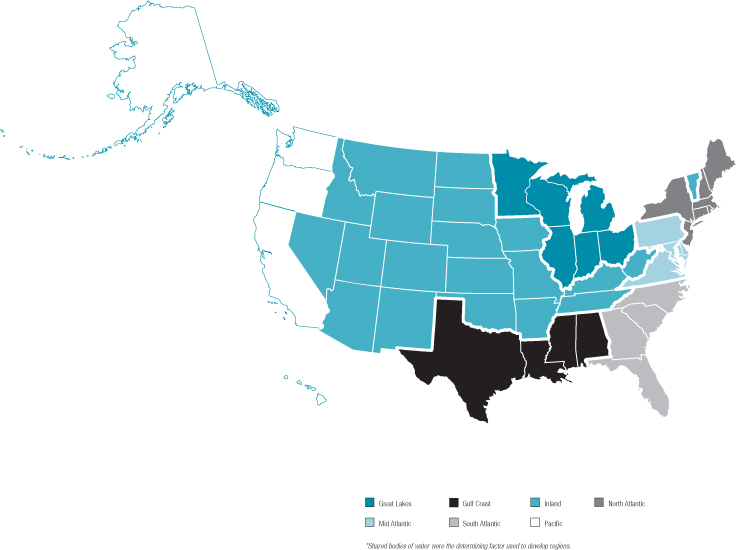 Great Lakes Gulf Coast Inland North Atlantic
Mid Atlantic South Atlantic Pacific
*Shared bodies of water were the determining factor used to develop regions.